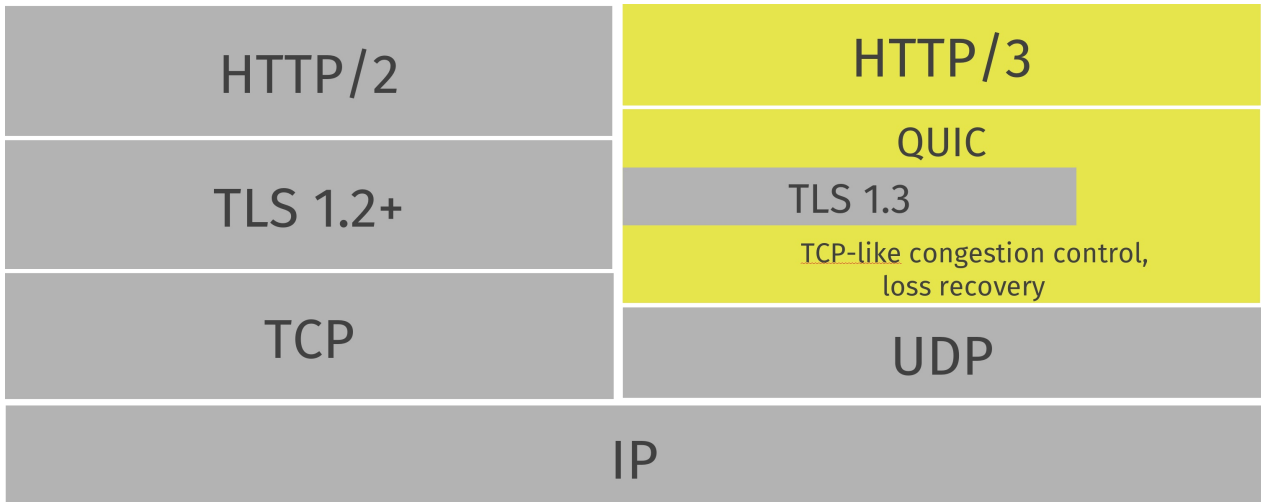 HTTP/2
TLS 1.2+
TCP
HTTP/3
QUIC
TLS 1.3
TCP-like congestion control,
loss recovery
UDP
IP